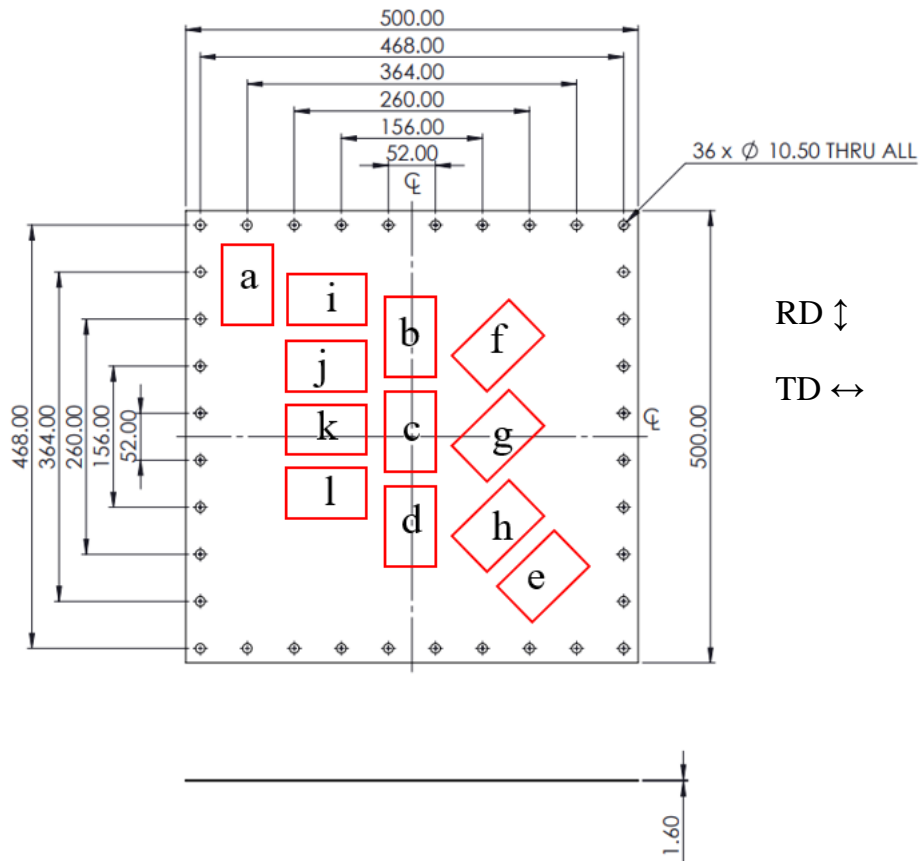 500.00
468.00
364.00
260.00
156.00
52.00
℄
36 x Ø 10.50 THRU ALL
a
i
b
f
j
k
c
g
l
d
h
e
RD ↕
TD ↔
℄
468.00
364.00
260.00
156.00
52.00
500.00
1.60